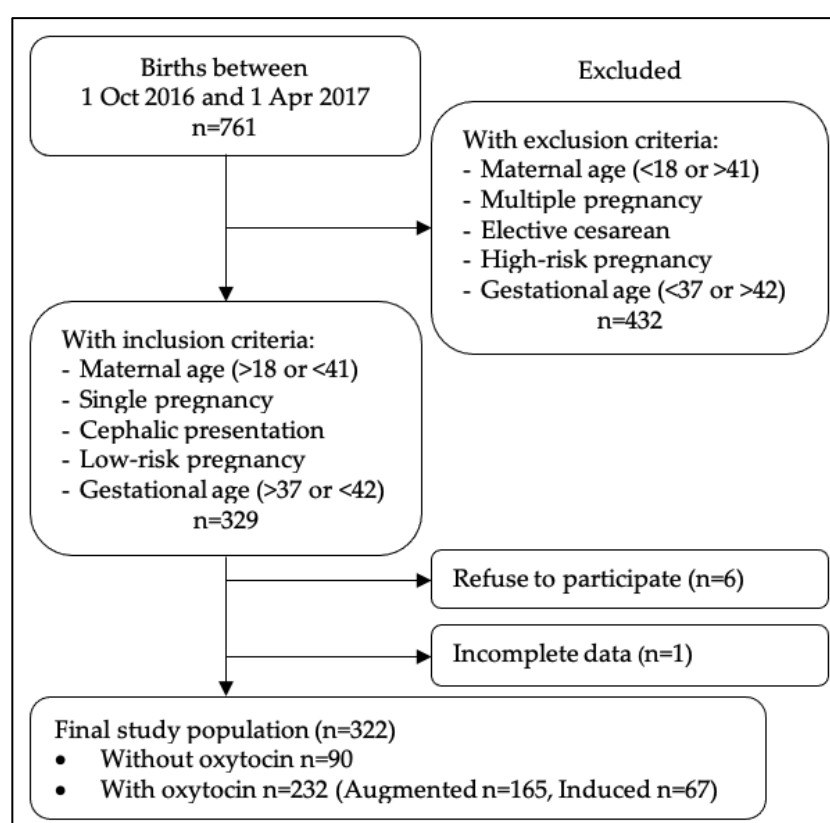 Births between
1 Oct 2016 and 1 Apr 2017
n=761
Excluded
With exclusion criteria:
- Maternal age (<18 or >41)
- Multiple pregnancy
- Elective cesarean
- High-risk pregnancy
- Gestational age (<37 or >42)
n=432
With inclusion criteria:
- Maternal age (>18 or <41)
- Single pregnancy
- Cephalic presentation
- Low-risk pregnancy
- Gestational age (>37 or <42)
n=329
Refuse to participate (n=6)
Incomplete data (n=1)
Final study population (n=322)
• Without oxytocin n=90
• With oxytocin n=232 (Augmented n=165, Induced n=67)